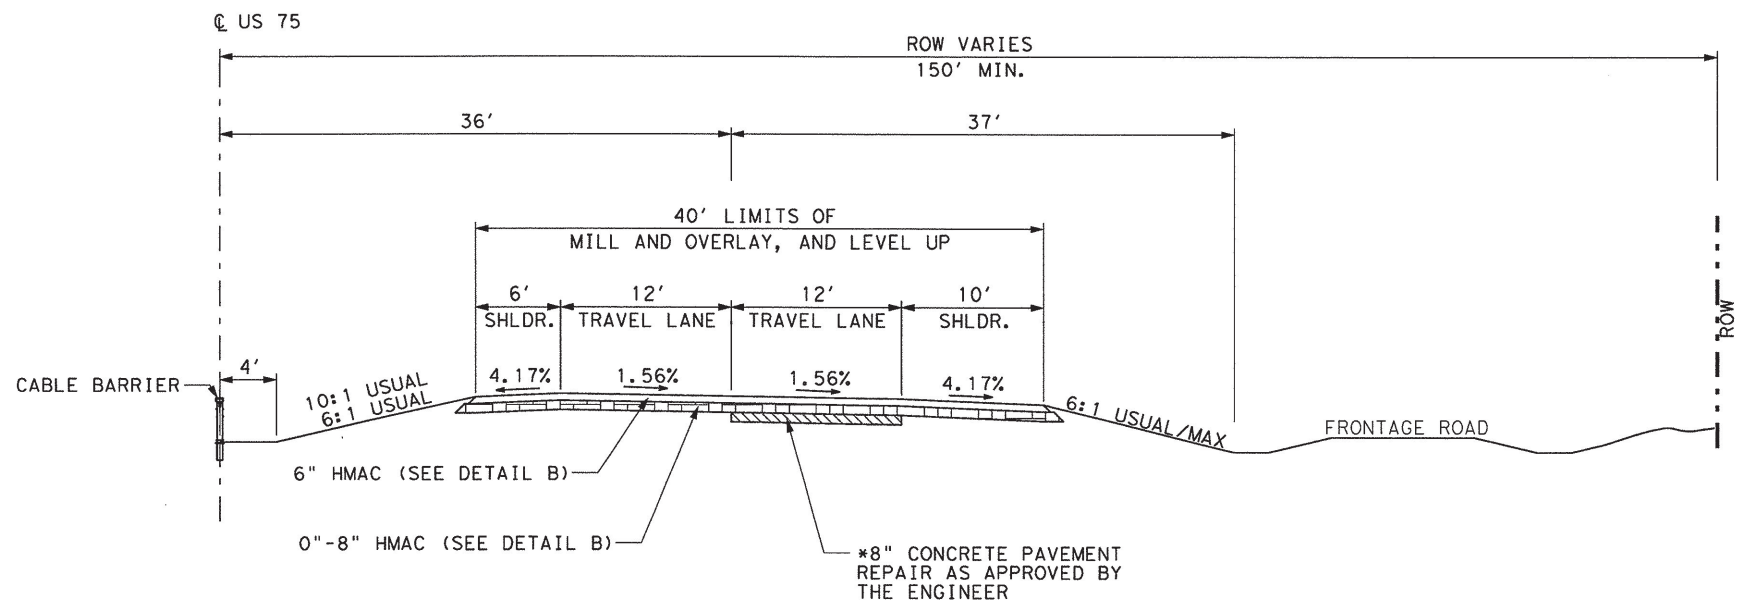 ℄ US 75
ROW VARIES
150' MIN.
36'
37'
40' LIMITS OF
MILL AND OVERLAY, AND LEVEL UP
6'
12'
12'
10'
SHLDR.
TRAVEL LANE
TRAVEL LANE
SHLDR.
ROW
4'
CABLE BARRIER
10:1 USUAL
6:1 USUAL
4.17%
1.56%
1.56%
4.17%
6:1 USUAL/MAX
FRONTAGE ROAD
6" HMAC (SEE DETAIL B)
0"-8" HMAC (SEE DETAIL B)
*8" CONCRETE PAVEMENT
REPAIR AS APPROVED BY
THE ENGINEER